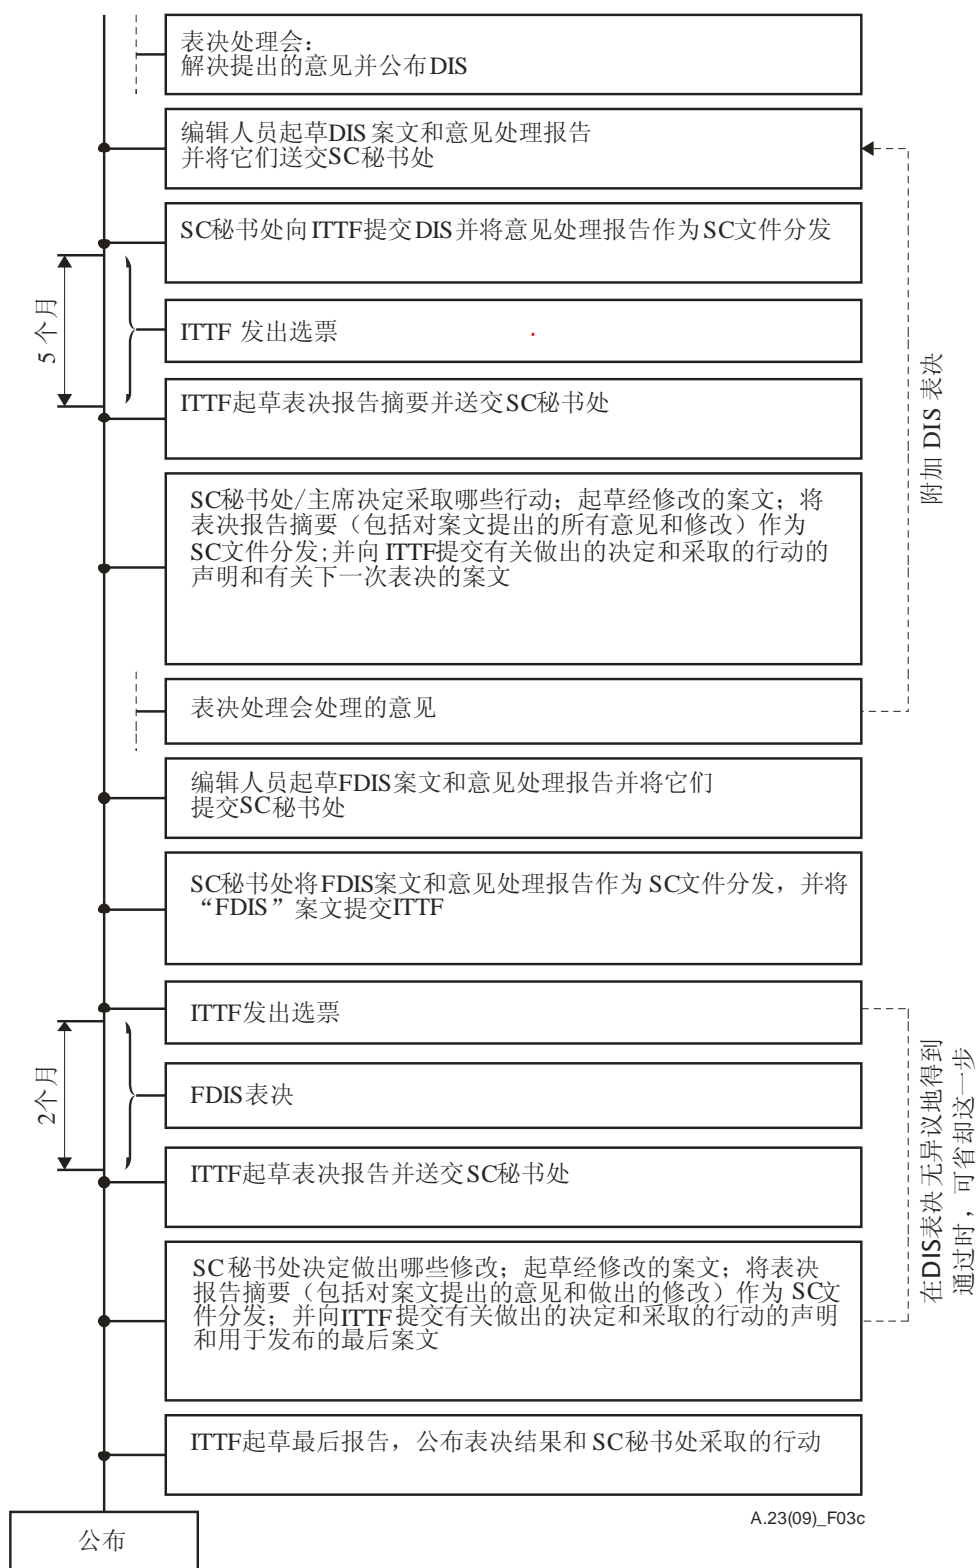 表决处理会：
解决提出的意见并公布DIS
编辑人员起草DIS案文和意见处理报告
并将它们送交SC秘书处
SC秘书处向ITTF提交DIS并将意见处理报告作为SC文件分发
5 个月
ITTF 发出选票
ITTF起草表决报告摘要并送交SC秘书处
附加 DIS 表决
SC秘书处/主席决定采取哪些行动；起草经修改的案文；将
表决报告摘要（包括对案文提出的所有意见和修改）作为
SC文件分发;并向 ITTF提交有关做出的决定和采取的行动的
声明和有关下一次表决的案文
表决处理会处理的意见
编辑人员起草FDIS案文和意见处理报告并将它们
提交SC秘书处
SC秘书处将FDIS案文和意见处理报告作为 SC文件分发，并将
“FDIS”案文提交ITTF
ITTF发出选票
2个月
FDIS表决
ITTF起草表决报告并送交SC秘书处
在DIS表决无异议地得到
通过时，可省却这一步
SC秘书处决定做出哪些修改；起草经修改的案文；将表决
报告摘要（包括对案文提出的意见和做出的修改）作为 SC文
件分发；并向ITTF提交有关做出的决定和采取的行动的声明
和用于发布的最后案文
ITTF起草最后报告，公布表决结果和 SC秘书处采取的行动
A.23(09)_F03c
公布